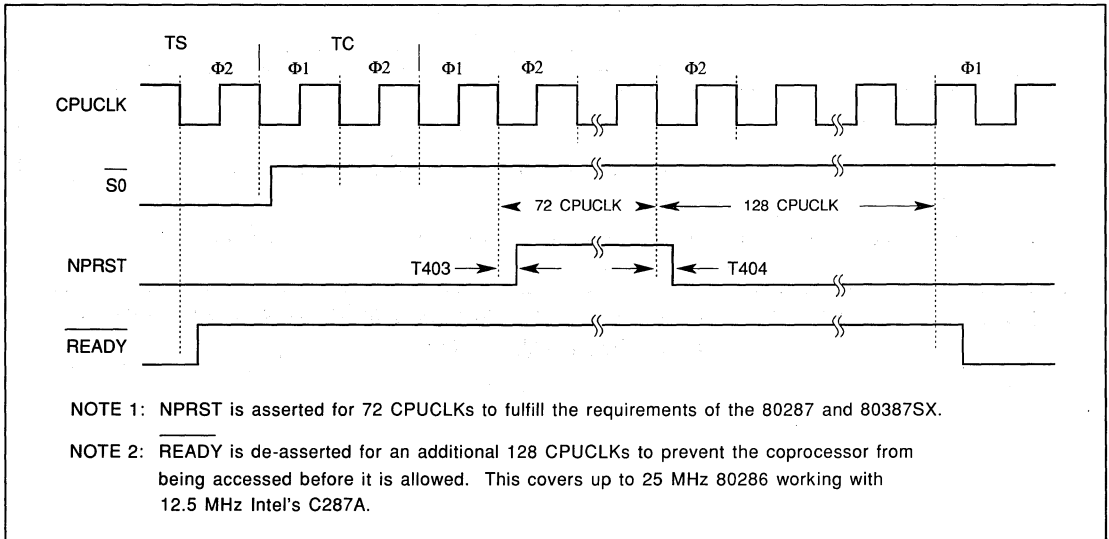 TS TC
Φ2 Φ1 Φ2 Φ1 Φ2 Φ2 Φ1
CPUCLK
S0
72 CPUCLK 128 CPUCLK
NPRST
T403 T404
READY
NOTE 1: NPRST is asserted for 72 CPUCLKs to fulfill the requirements of the 80287 and 80387SX.
NOTE 2: READY is de-asserted for an additional 128 CPUCLKs to prevent the coprocessor from
being accessed before it is allowed. This covers up to 25 MHz 80286 working with
12.5 MHz Intel's C287A.